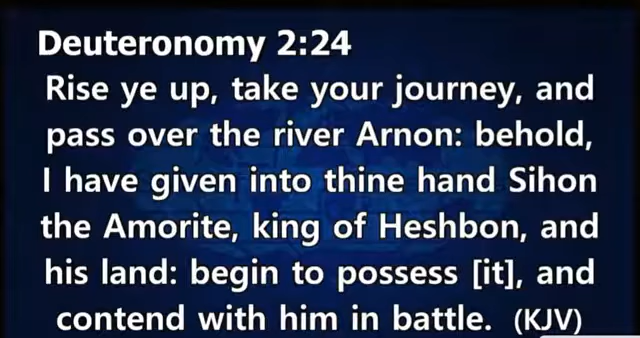 Deuteronomy 2:24
Rise ye up, take your journey, and
pass over the river Arnon: behold,
I have given into thine hand Sihon
the Amorite, king of Heshbon, and
his land: begin to possess [it], and
contend with him in battle. (KJV)